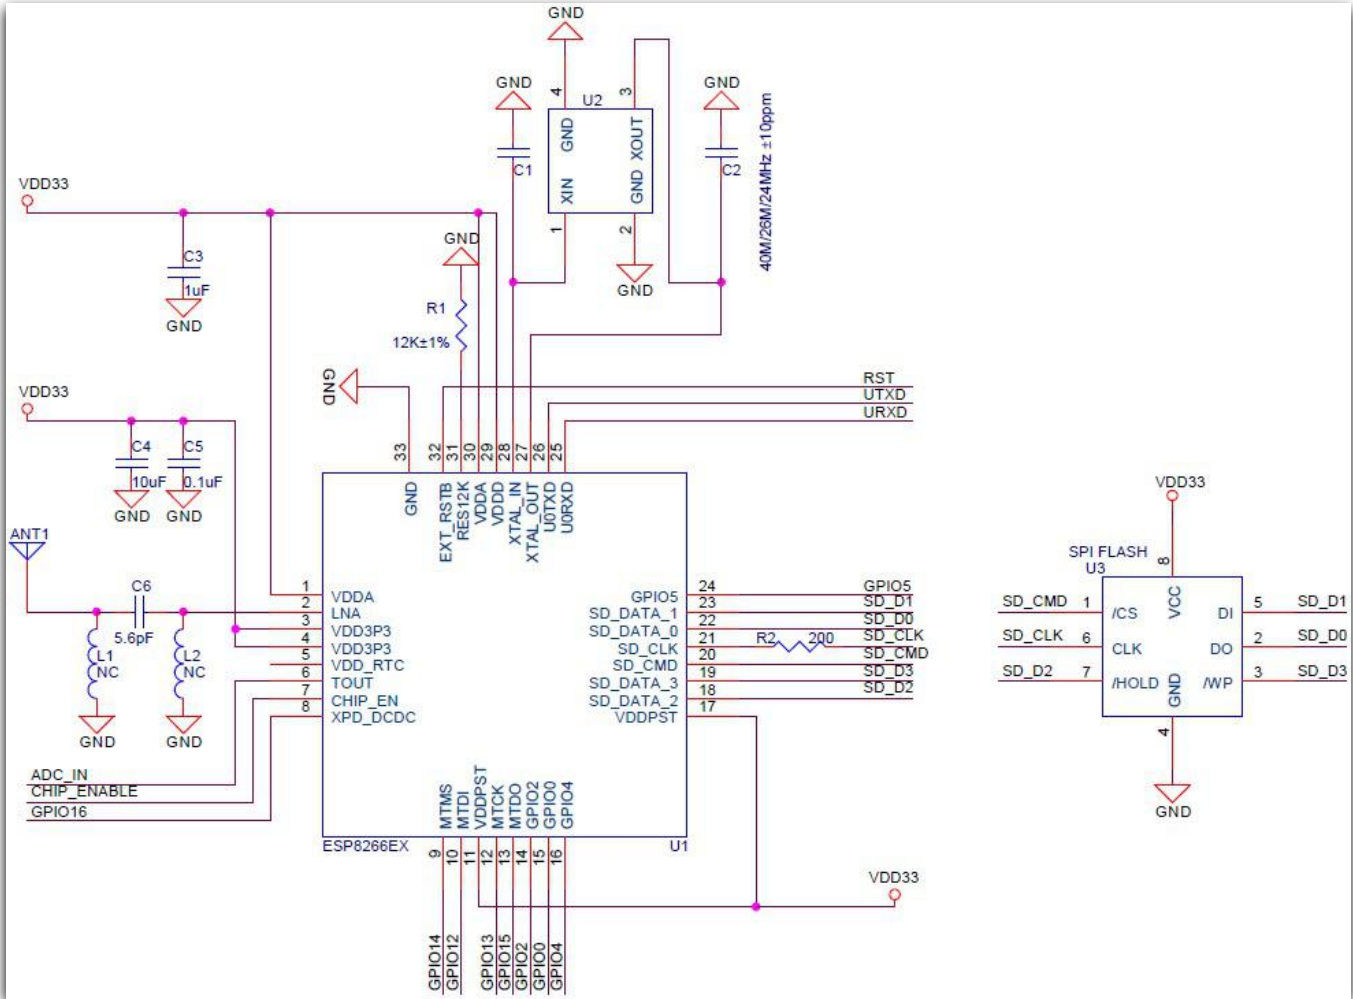 GND
GND
GND
4
3
U2
GND
XOUT
C1
C2
XIN
GND
40M/26M/24MHz ±10ppm
VDD33
1
2
GND
GND
C3
1uF
GND
R1
12K±1%
GND
VDD33
RST
UTXD
URXD
C4
10uF
C5
0.1uF
GND
GND
33
32
31
30
29
28
27
26
25
GND
EXT_RSTB
RES12K
VDDA
VDDD
XTAL_IN
XTAL_OUT
U0TXD
U0RXD
ANT1
C6
5.6pF
L1
NC
L2
NC
GND
GND
1 VDDA
2 LNA
3 VDD3P3
4 VDD3P3
5 VDD_RTC
6 TOUT
7 CHIP_EN
8 XPD_DCDC
GPIO5 24 GPIO5
SD_DATA_1 23 SD_D1
SD_DATA_0 22 SD_D0
SD_CLK 21 R2 200 SD_CLK
SD_CMD 20 SD_CMD
SD_DATA_3 19 SD_D3
SD_DATA_2 18 SD_D2
VDDPST 17
ADC_IN
CHIP_ENABLE
GPIO16
MTMS
MTDI
VDDPST
MTCK
MTDO
GPIO2
GPIO0
GPIO4
ESP8266EX
U1
9
10
11
12
13
14
15
16
GPIO14
GPIO12
GPIO13
GPIO15
GPIO2
GPIO0
GPIO4
VDD33
VDD33
SPI FLASH
U3
8
VCC
SD_CMD 1 /CS
DI 5 SD_D1
SD_CLK 6 CLK
DO 2 SD_D0
SD_D2 7 /HOLD
/WP 3 SD_D3
GND
4
GND